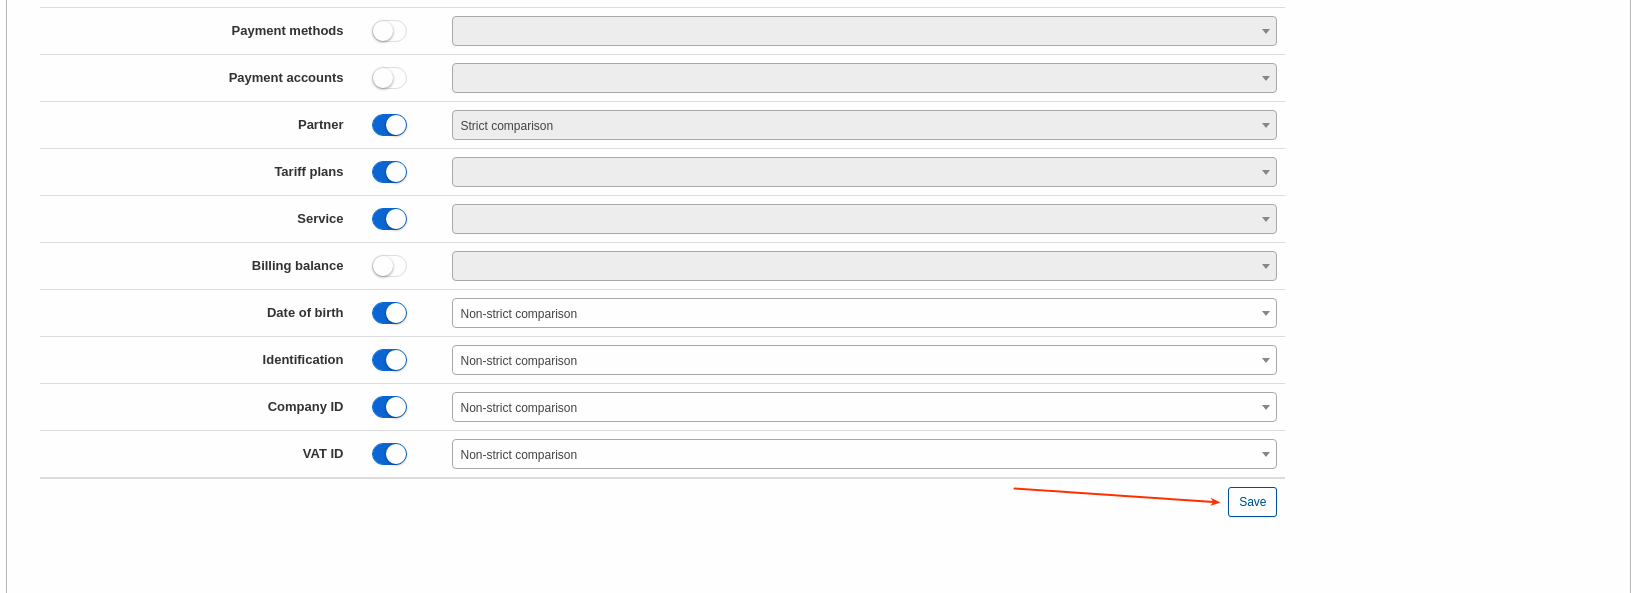 Payment methods
Payment accounts
Partner Strict comparison
Tariff plans
Service
Billing balance
Date of birth Non-strict comparison
Identification Non-strict comparison
Company ID Non-strict comparison
VAT ID Non-strict comparison
Save